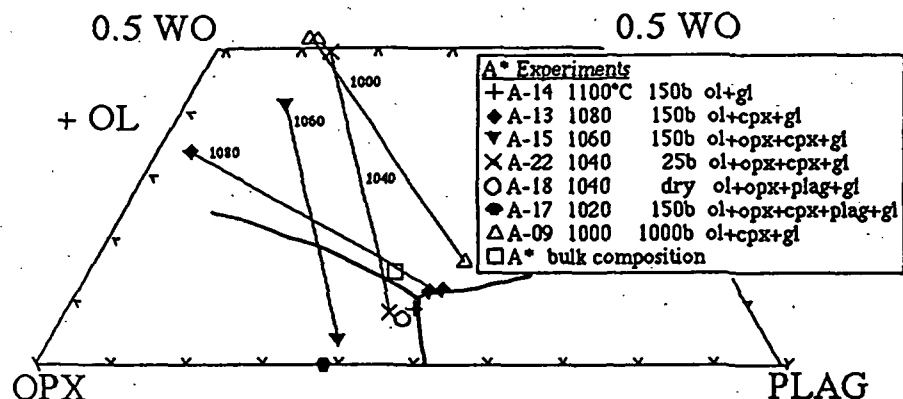 0.5 WO
0.5 WO
+ OL
A* Experiments
A-14 1100°C 150b ol+gl
A-13 1080 150b ol+cpx+gl
A-15 1060 150b ol+opx+cpx+gl
A-22 1040 25b ol+opx+cpx+gl
A-18 1040 dry ol+opx+plag+gl
A-17 1020 150b ol+opx+cpx+plag+gl
A-09 1000 1000b ol+cpx+gl
A* bulk composition
1000
1060
1080
1040
OPX
PLAG